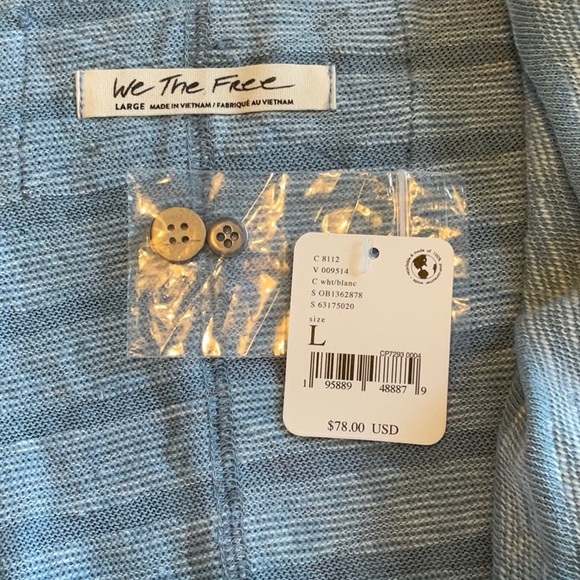 We The Free
LARGE MADE IN VIETNAM / FABRIQUÉ AU VIETNAM
C 8112
V 009514
C wht/blanc
S OB1362878
S 63175020
size
L
CP7293 0004
1 95889 48887 9
$78.00 USD